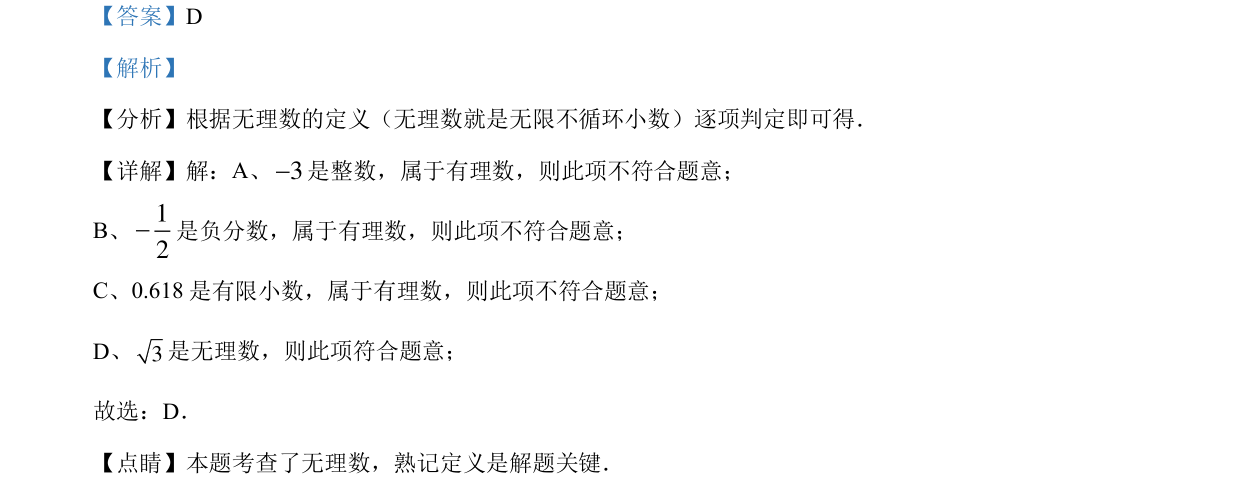 【答案】D
【解析】
【分析】根据无理数的定义（无理数就是无限不循环小数）逐项判定即可得．
【详解】解：A、−3是整数，属于有理数，则此项不符合题意；
B、−1/2是负分数，属于有理数，则此项不符合题意；
C、0.618是有限小数，属于有理数，则此项不符合题意；
D、√3是无理数，则此项符合题意；
故选：D．
【点睛】本题考查了无理数，熟记定义是解题关键．